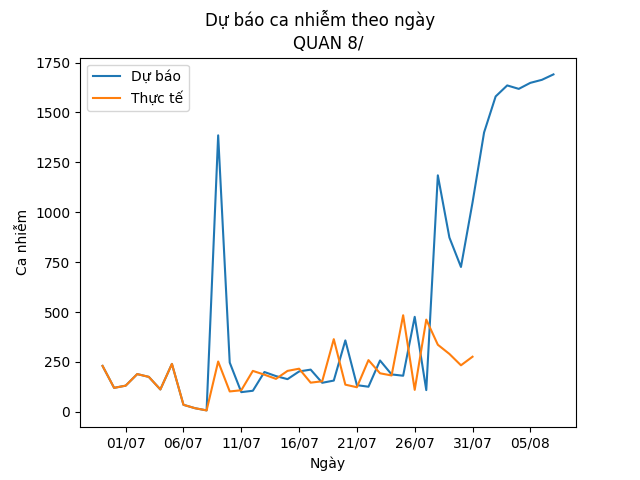 Dự báo ca nhiễm theo ngày
QUAN 8/
1750
1500
1250
1000
750
500
250
0
Ca nhiễm
Dự báo
Thực tế
01/07
06/07
11/07
16/07
21/07
26/07
31/07
05/08
Ngày